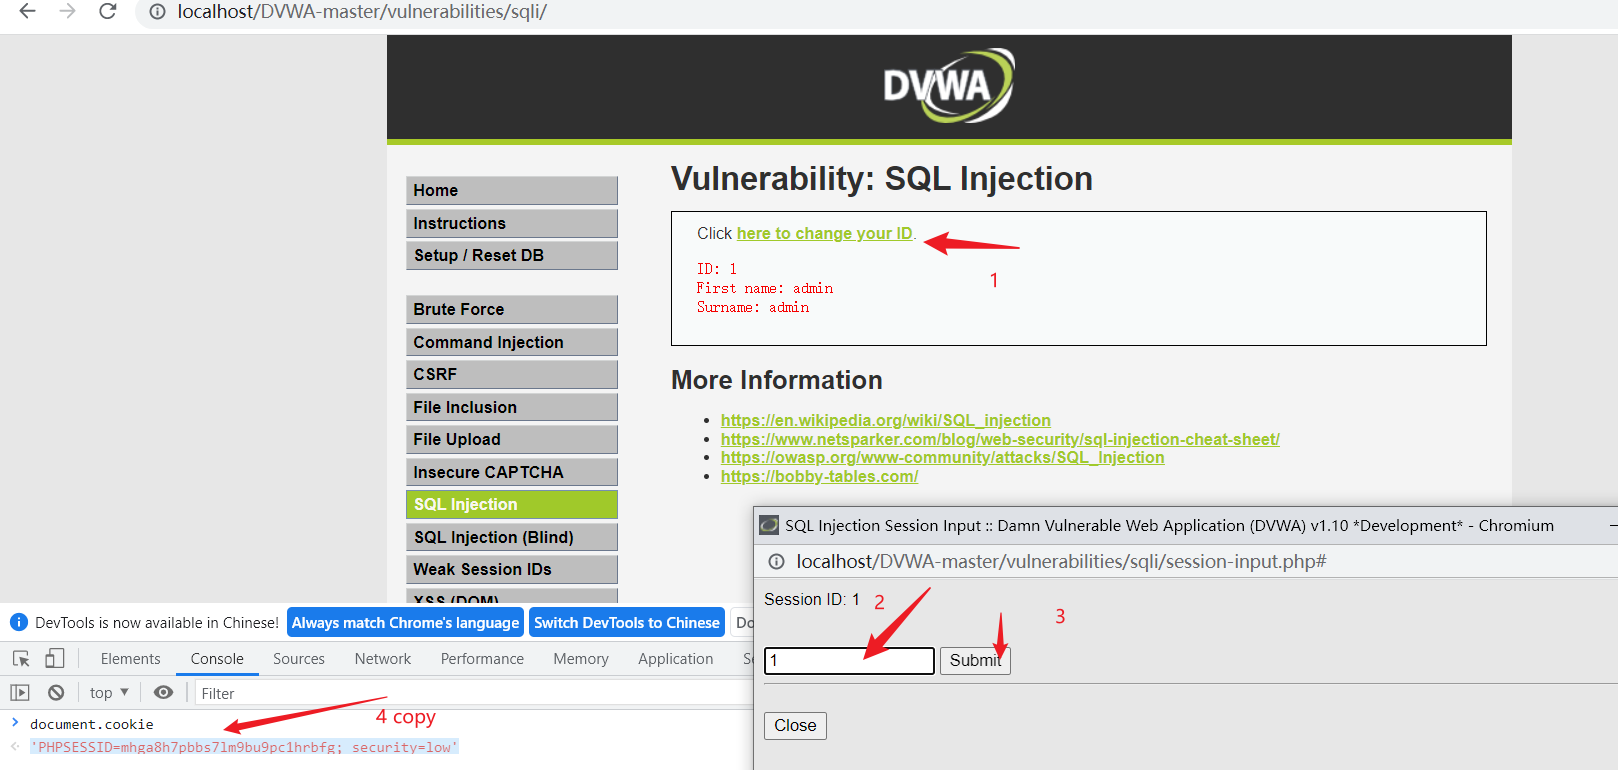 localhost/DVWA-master/vulnerabilities/sqli/
DVWA
Home
Instructions
Setup / Reset DB
Brute Force
Command Injection
CSRF
File Inclusion
File Upload
Insecure CAPTCHA
SQL Injection
SQL Injection (Blind)
Weak Session IDs
XSS (DOM)
Vulnerability: SQL Injection
Click here to change your ID.
1
ID: 1
First name: admin
Surname: admin
More Information
https://en.wikipedia.org/wiki/SQL_injection
https://www.netsparker.com/blog/web-security/sql-injection-cheat-sheet/
https://owasp.org/www-community/attacks/SQL_Injection
https://bobby-tables.com/
SQL Injection Session Input :: Damn Vulnerable Web Application (DVWA) v1.10 *Development* - Chromium
localhost/DVWA-master/vulnerabilities/sqli/session-input.php#
Session ID: 1
2
3
1
Submit
Close
DevTools is now available in Chinese! Always match Chrome's language Switch DevTools to Chinese Do
Elements Console Sources Network Performance Memory Application
top Filter
document.cookie
4 copy
'PHPSESSID=mhga8h7pbbs7lm9bu9pc1hrbfg; security=low'